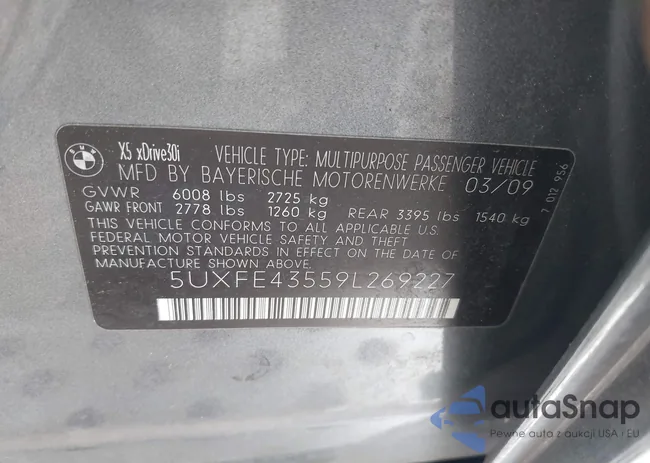 BMW
X5 xDrive30i
VEHICLE TYPE: MULTIPURPOSE PASSENGER VEHICLE
MFD BY BAYERISCHE MOTORENWERKE 03/09
GVWR 6008 lbs 2725 kg
GAWR FRONT 2778 lbs 1260 kg REAR 3395 lbs 1540 kg
THIS VEHICLE CONFORMS TO ALL APPLICABLE U.S.
FEDERAL MOTOR VEHICLE SAFETY AND THEFT
PREVENTION STANDARDS IN EFFECT ON THE DATE OF
MANUFACTURE SHOWN ABOVE.
5UXFE43559L269227
7 012 956
autoSnap
Pewne auta z aukcji USA i EU